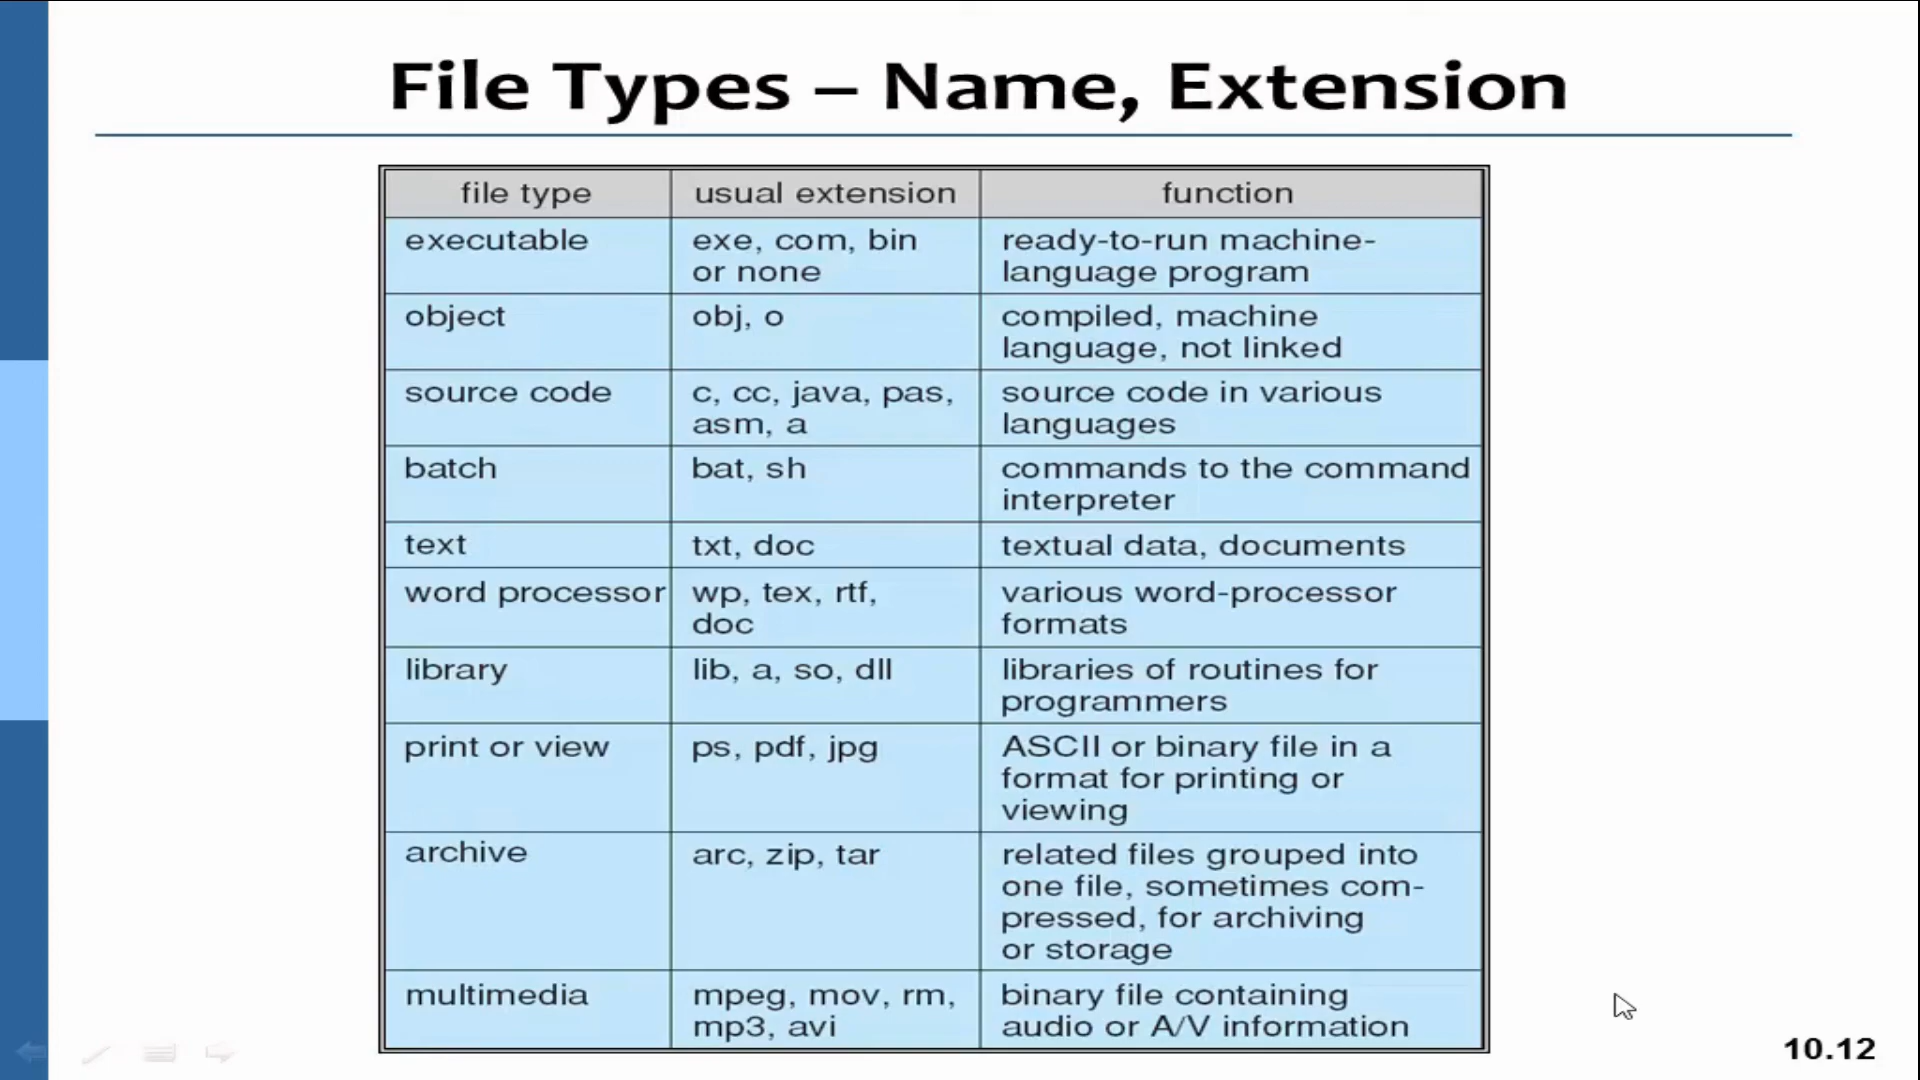 File Types – Name, Extension
file type
usual extension
function
executable
exe, com, bin
or none
ready-to-run machine-
language program
object
obj, o
compiled, machine
language, not linked
source code
c, cc, java, pas,
asm, a
source code in various
languages
batch
bat, sh
commands to the command
interpreter
text
txt, doc
textual data, documents
word processor
wp, tex, rtf,
doc
various word-processor
formats
library
lib, a, so, dll
libraries of routines for
programmers
print or view
ps, pdf, jpg
ASCII or binary file in a
format for printing or
viewing
archive
arc, zip, tar
related files grouped into
one file, sometimes com-
pressed, for archiving
or storage
multimedia
mpeg, mov, rm,
mp3, avi
binary file containing
audio or A/V information
10.12